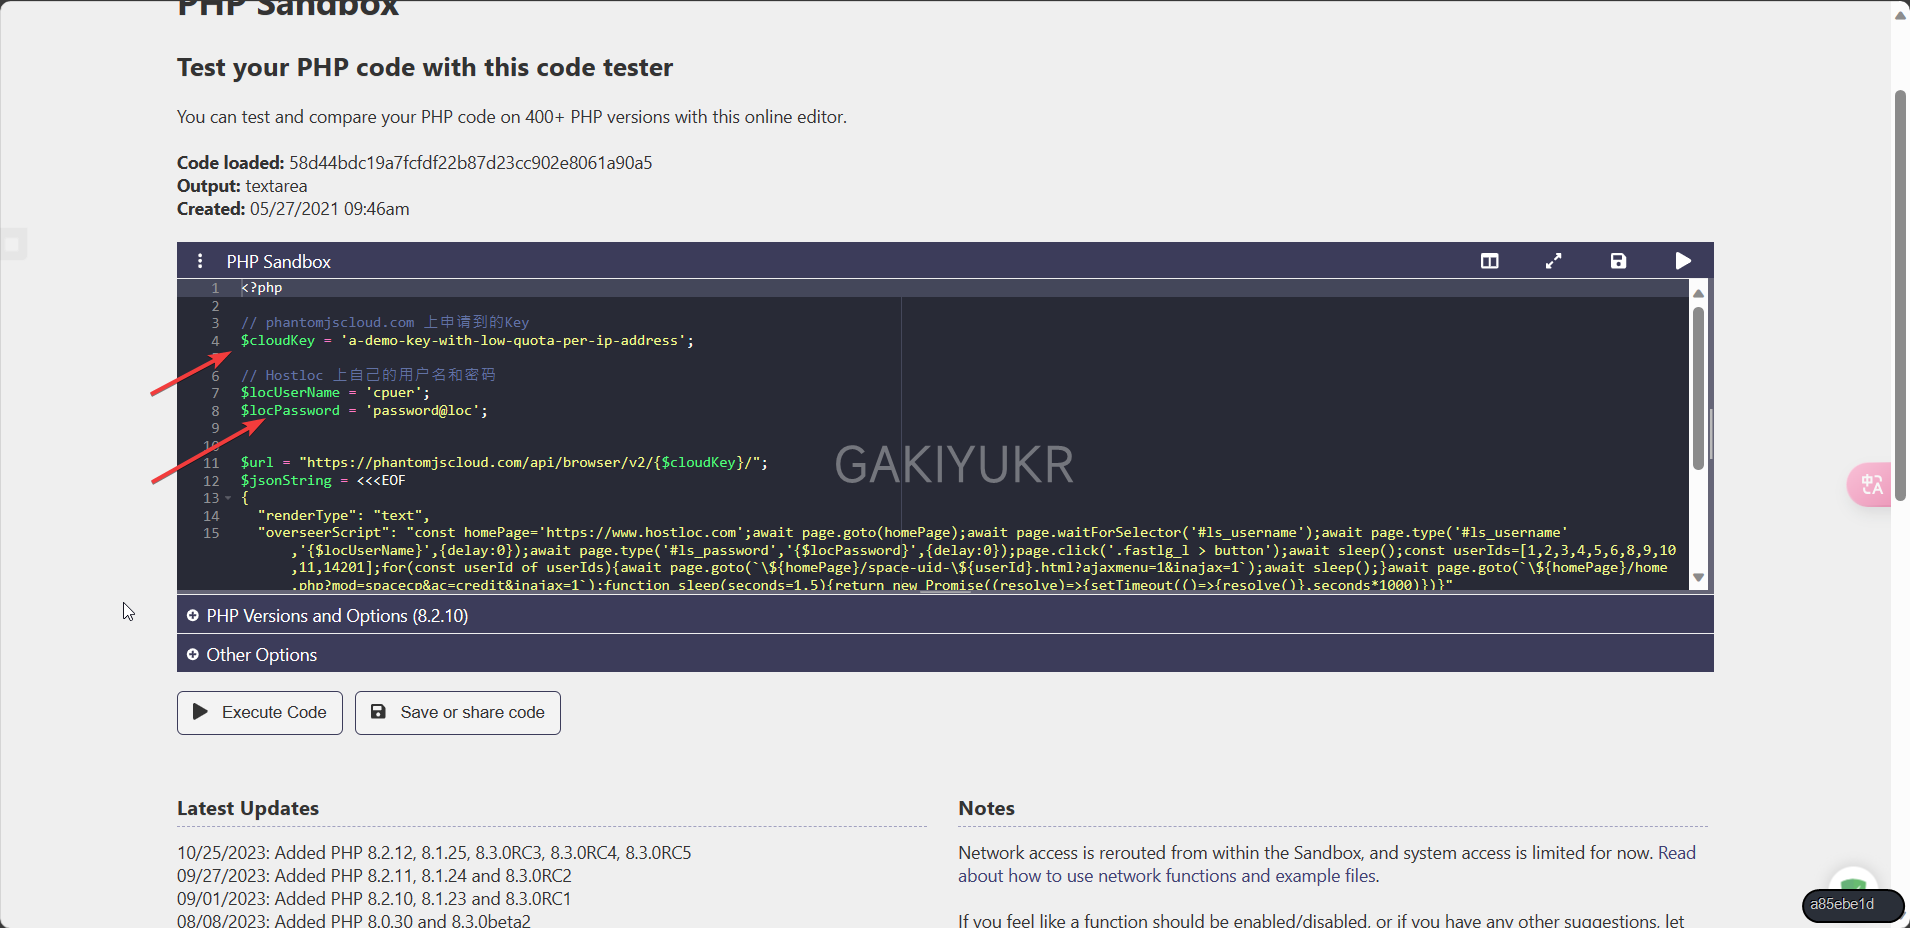 PHP Sandbox
Test your PHP code with this code tester
You can test and compare your PHP code on 400+ PHP versions with this online editor.
Code loaded: 58d44bdc19a7fcfdf22b87d23cc902e8061a90a5
Output: textarea
Created: 05/27/2021 09:46am
PHP Sandbox
1 <?php
2
3 // phantomjscloud.com 上申请到的Key
4 $cloudKey = 'a-demo-key-with-low-quota-per-ip-address';
6 // Hostloc 上自己的用户名和密码
7 $locUserName = 'cpuer';
8 $locPassword = 'password@loc';
9
10
11 $url = "https://phantomjscloud.com/api/browser/v2/{$cloudKey}/";
12 $jsonString = <<<EOF
13 {
14 "renderType": "text",
15 "overseerScript": "const homePage='https://www.hostloc.com';await page.goto(homePage);await page.waitForSelector('#ls_username');await page.type('#ls_username'
,'{$locUserName}',{delay:0});await page.type('#ls_password','{$locPassword}',{delay:0});page.click('.fastlg_l > button');await sleep();const userIds=[1,2,3,4,5,6,8,9,10
,11,14201];for(const userId of userIds){await page.goto(`\${homePage}/space-uid-\${userId}.html?ajaxmenu=1&inajax=1`);await sleep();}await page.goto(`\${homePage}/home
.php?mod=spacecp&ac=credit&inajax=1`);function sleep(seconds=1.5){return new Promise((resolve)=>{setTimeout(()=>{resolve()},seconds*1000)})}"
GAKIYUKR
PHP Versions and Options (8.2.10)
Other Options
Execute Code
Save or share code
Latest Updates
10/25/2023: Added PHP 8.2.12, 8.1.25, 8.3.0RC3, 8.3.0RC4, 8.3.0RC5
09/27/2023: Added PHP 8.2.11, 8.1.24 and 8.3.0RC2
09/01/2023: Added PHP 8.2.10, 8.1.23 and 8.3.0RC1
08/08/2023: Added PHP 8.0.30 and 8.3.0beta2
Notes
Network access is rerouted from within the Sandbox, and system access is limited for now. Read
about how to use network functions and example files.
If you feel like a function should be enabled/disabled, or if you have any other suggestions, let
中A
a85ebe1d